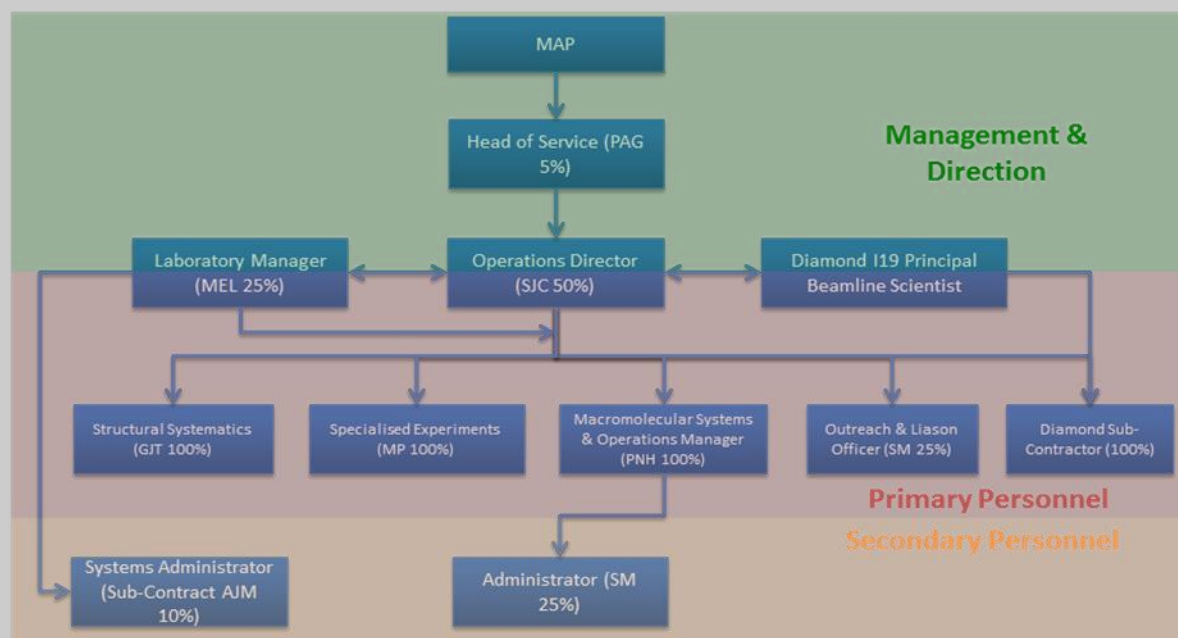 MAP
Head of Service (PAG
5%)
Management &
Direction
Laboratory Manager
(MEL 25%)
Operations Director
(SJC 50%)
Diamond I19 Principal
Beamline Scientist
Structural Systematics
(GJT 100%)
Specialised Experiments
(MP 100%)
Macromolecular Systems
& Operations Manager
(PNH 100%)
Outreach & Liason
Officer (SM 25%)
Diamond Sub-
Contractor (100%)
Primary Personnel
Secondary Personnel
Systems Administrator
(Sub-Contract AJM
10%)
Administrator (SM
25%)